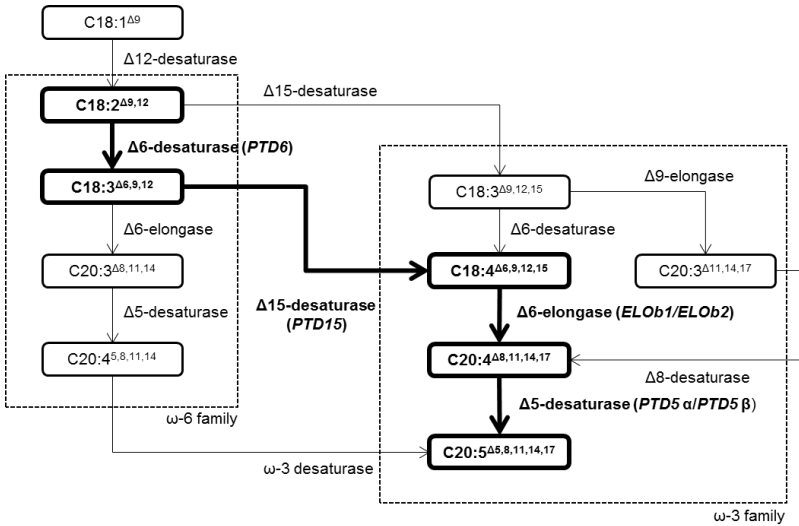 C18:1Δ9
Δ12-desaturase
C18:2Δ9,12
Δ15-desaturase
Δ6-desaturase (PTD6)
C18:3Δ6,9,12
C18:3Δ9,12,15
Δ9-elongase
Δ6-elongase
Δ6-desaturase
C20:3Δ8,11,14
C18:4Δ6,9,12,15
C20:3Δ11,14,17
Δ15-desaturase
(PTD15)
Δ5-desaturase
Δ6-elongase (ELOb1/ELOb2)
C20:45,8,11,14
C20:4Δ8,11,14,17
Δ8-desaturase
Δ5-desaturase (PTD5 α/PTD5 β)
ω-6 family
C20:5Δ5,8,11,14,17
ω-3 desaturase
ω-3 family